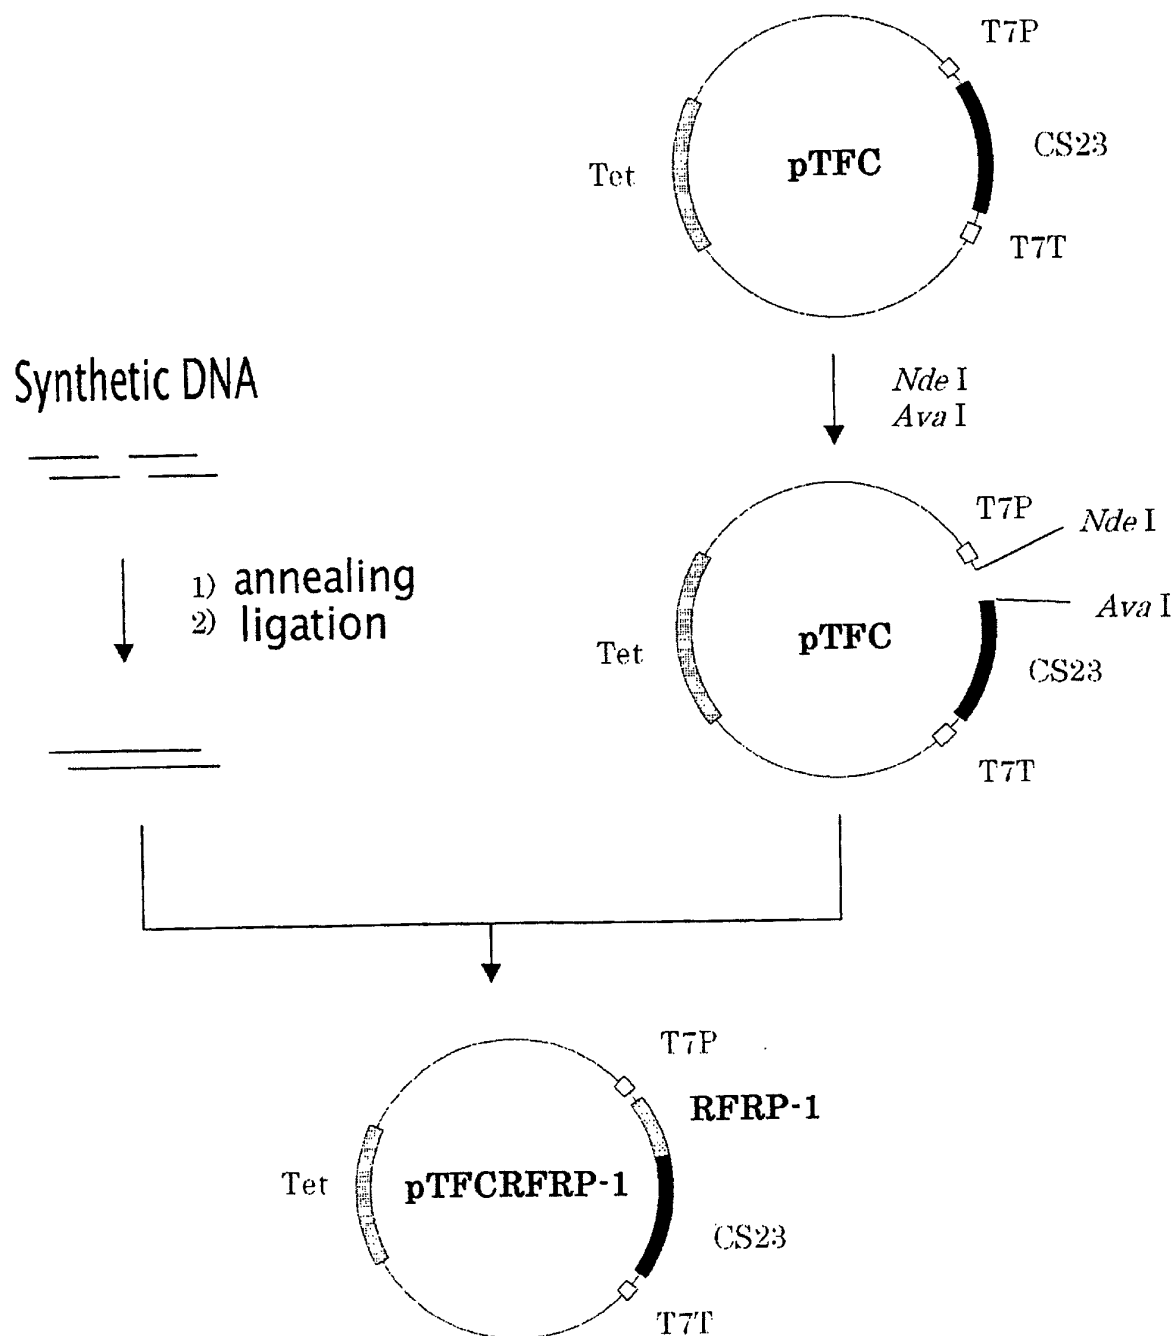 T7P
CS23
pTFC
Tet
T7T
Nde I
Ava I
Synthetic DNA
1) annealing
2) ligation
T7P
Nde I
Ava I
pTFC
Tet
CS23
T7T
T7P
RFRP-1
Tet
pTFCRFRP-1
CS23
T7T